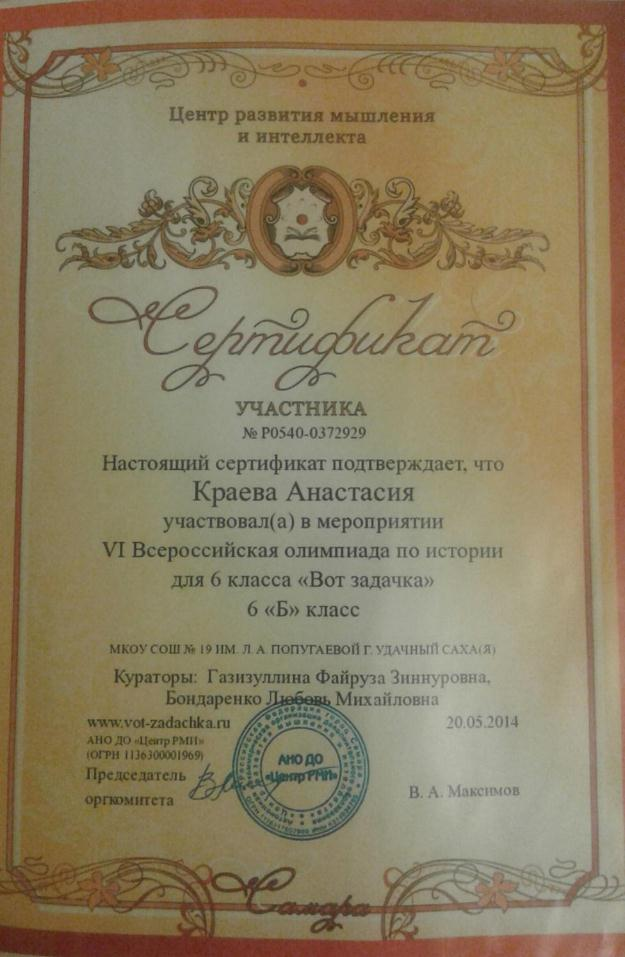 Центр развития мышления
и интеллекта
Сертификат
УЧАСТНИКА
№ P0540-0372929
Настоящий сертификат подтверждает, что
Краева Анастасия
участвовал(а) в мероприятии
VI Всероссийская олимпиада по истории
для 6 класса «Вот задачка»
6 «Б» класс
МКОУ СОШ № 19 ИМ. Л. А. ПОПУГАЕВОЙ Г. УДАЧНЫЙ САХА(Я)
Кураторы: Газизуллина Файруза Зиннуровна,
Бондаренко Любовь Михайловна
www.vot-zadachka.ru 20.05.2014
АНО ДО «Центр РМИ»
(ОГРН 1136300001969)
Председатель
оргкомитета В. А. Максимов
АНО ДО
«Центр РМИ»
Самара